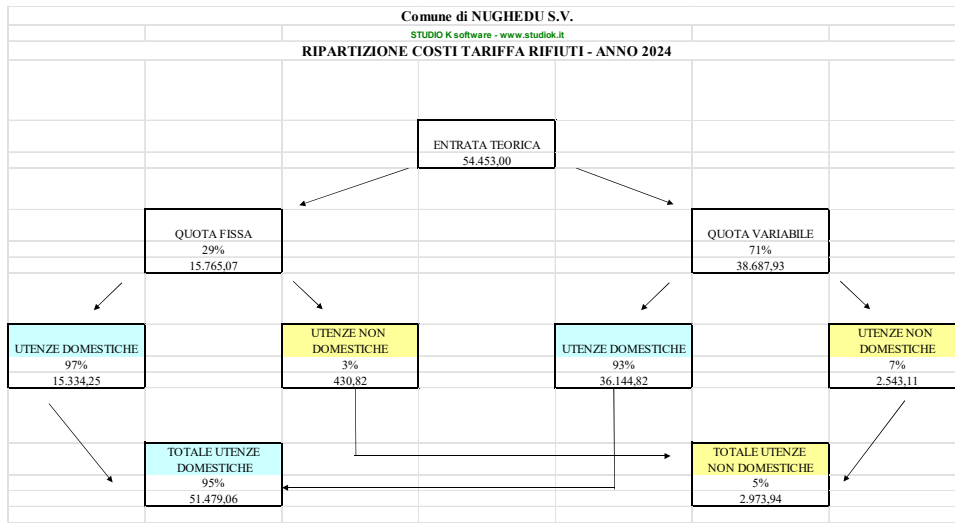 Comune di NUGHEDU S.V.
STUDIO K software - www.studiok.it
RIPARTIZIONE COSTI TARIFFA RIFIUTI - ANNO 2024
ENTRATA TEORICA
54.453,00
QUOTA FISSA
29%
15.765,07
QUOTA VARIABILE
71%
38.687,93
UTENZE DOMESTICHE
97%
15.334,25
UTENZE NON
DOMESTICHE
3%
430,82
UTENZE DOMESTICHE
93%
36.144,82
UTENZE NON
DOMESTICHE
7%
2.543,11
TOTALE UTENZE
DOMESTICHE
95%
51.479,06
TOTALE UTENZE
NON DOMESTICHE
5%
2.973,94